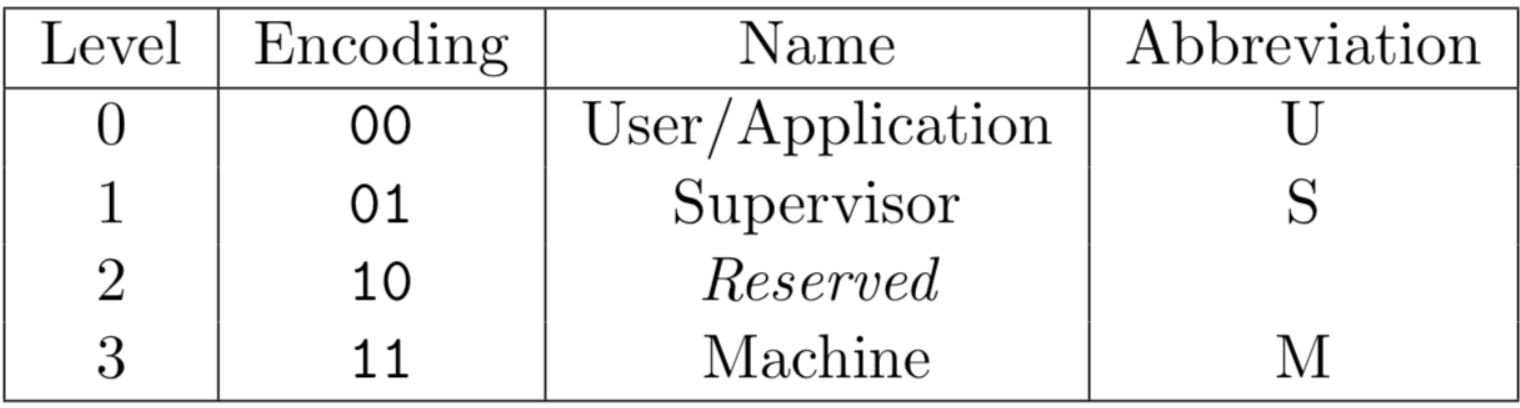 Level Encoding Name Abbreviation
0 00 User/Application U
1 01 Supervisor S
2 10 Reserved
3 11 Machine M